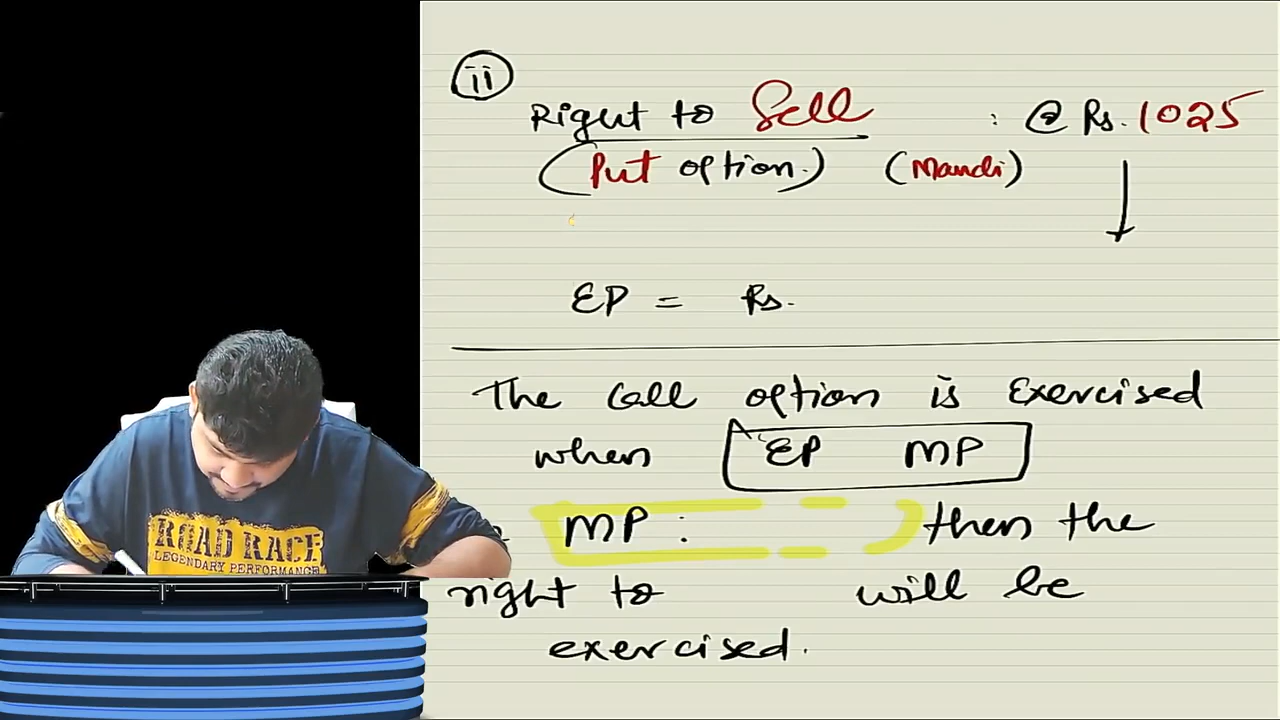 ii
Right to Sell : @ Rs. 1025
(Put option.) (Mandi)
EP = Rs.
The Call option is Exercised
when EP MP
MP : then the
right to will be
exercised.
ROAD RACE
LEGENDARY PERFORMANCE